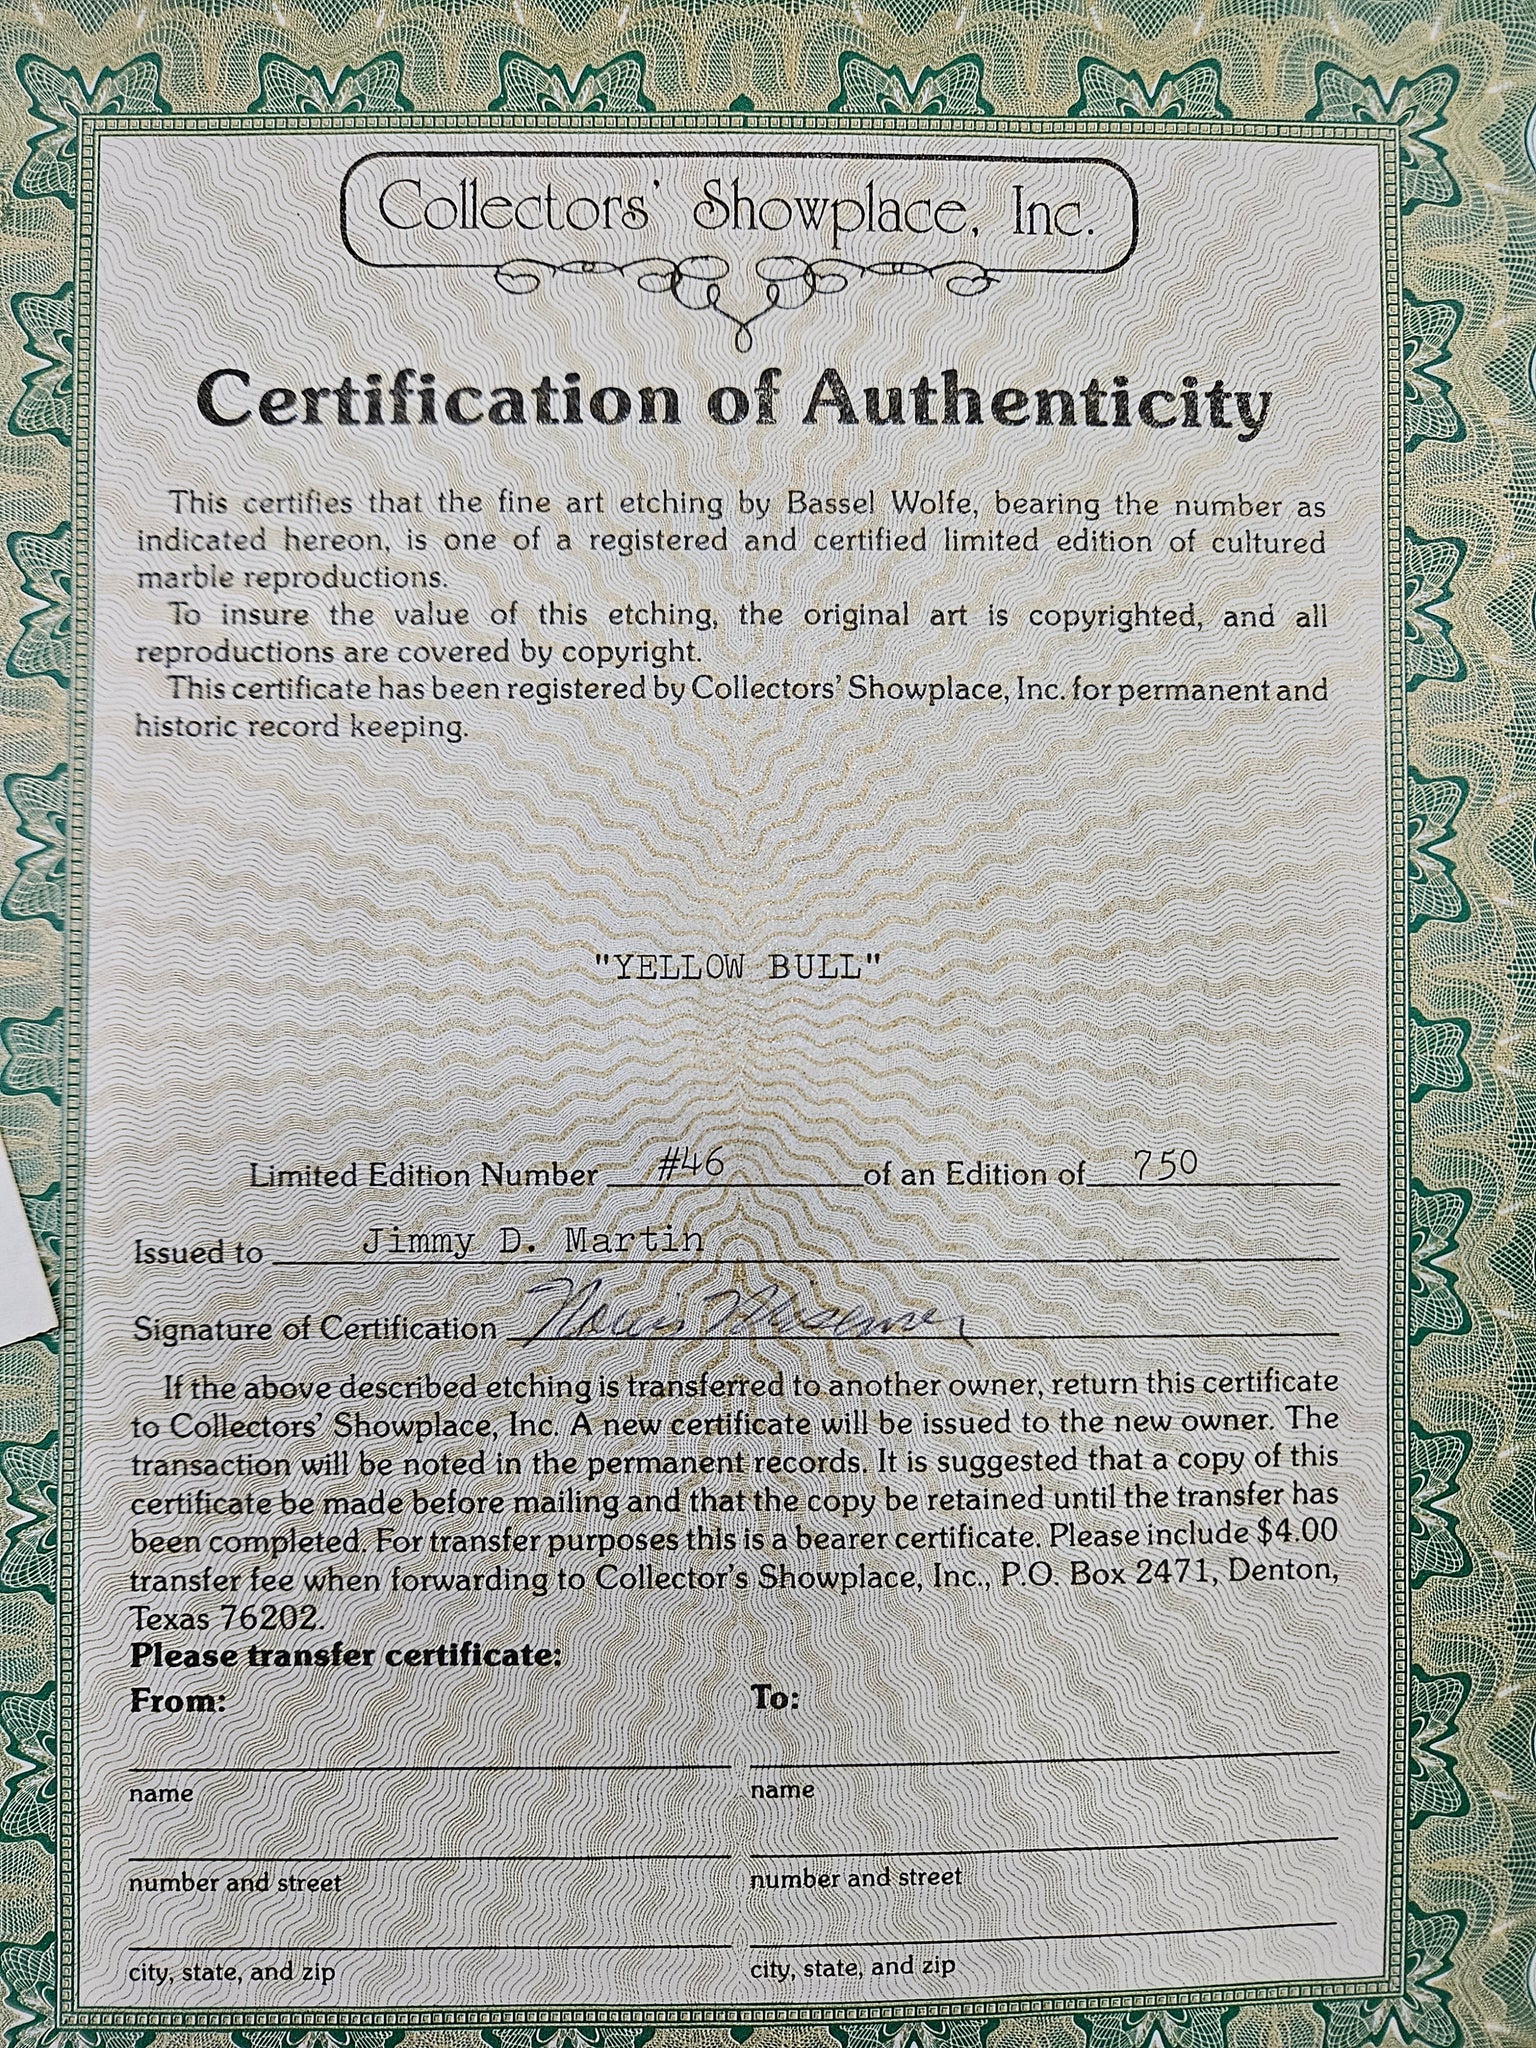 Collectors' Showplace, Inc.
Certification of Authenticity
This certifies that the fine art etching by Bassel Wolfe, bearing the number as
indicated hereon, is one of a registered and certified limited edition of cultured
marble reproductions.
To insure the value of this etching, the original art is copyrighted, and all
reproductions are covered by copyright.
This certificate has been registered by Collectors' Showplace, Inc. for permanent and
historic record keeping.
"YELLOW BULL"
Limited Edition Number #46 of an Edition of 750
Issued to Jimmy D. Martin
Signature of Certification
If the above described etching is transferred to another owner, return this certificate
to Collectors' Showplace, Inc. A new certificate will be issued to the new owner. The
transaction will be noted in the permanent records. It is suggested that a copy of this
certificate be made before mailing and that the copy be retained until the transfer has
been completed. For transfer purposes this is a bearer certificate. Please include $4.00
transfer fee when forwarding to Collector's Showplace, Inc., P.O. Box 2471, Denton,
Texas 76202.
Please transfer certificate:
From: To:
name name
number and street number and street
city, state, and zip city, state, and zip